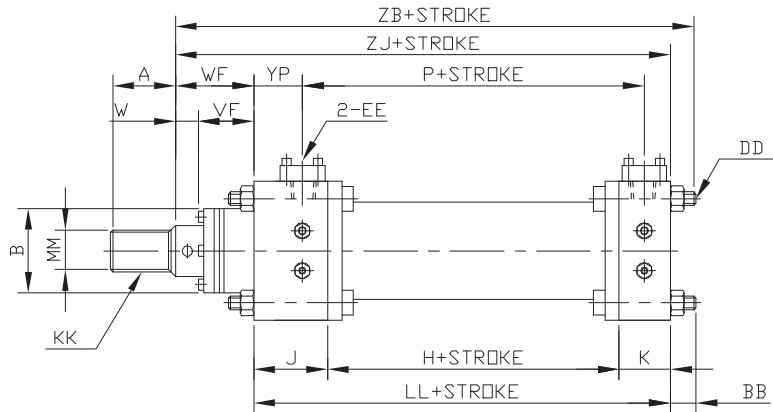 ZB+STROKE
ZJ+STROKE
A
WF
YP
P+STROKE
W
VF
2-EE
DD
B
MM
KK
J
H+STROKE
K
LL+STROKE
BB